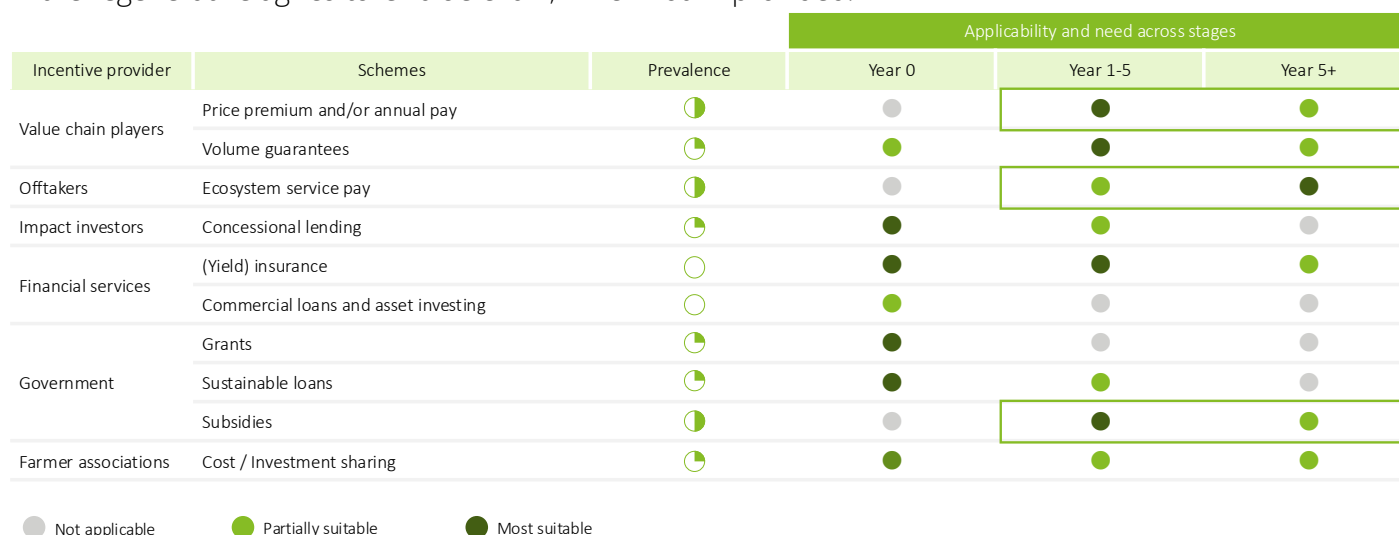 Applicability and need across stages
Incentive provider Schemes Prevalence Year 0 Year 1-5 Year 5+
Value chain players
Price premium and/or annual pay
Volume guarantees
Offtakers Ecosystem service pay
Impact investors Concessional lending
Financial services
(Yield) insurance
Commercial loans and asset investing
Government
Grants
Sustainable loans
Subsidies
Farmer associations Cost / Investment sharing
Not applicable Partially suitable Most suitable